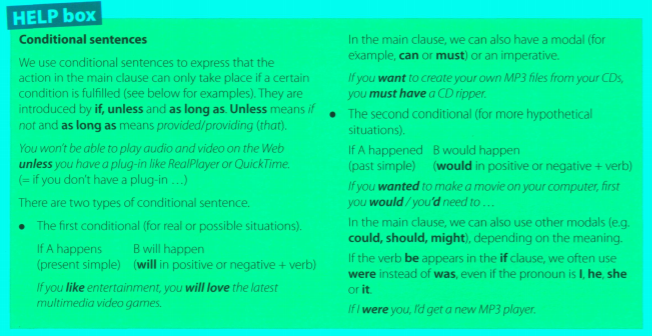 HELP box
Conditional sentences
We use conditional sentences to express that the
action in the main clause can only take place if a certain
condition is fulfilled (see below for examples). They are
introduced by if, unless and as long as. Unless means if
not and as long as means provided/providing (that).
You won't be able to play audio and video on the Web
unless you have a plug-in like RealPlayer or QuickTime.
(= if you don't have a plug-in ...)
There are two types of conditional sentence.
● The first conditional (for real or possible situations).
If A happens B will happen
(present simple) (will in positive or negative + verb)
If you like entertainment, you will love the latest
multimedia video games.
In the main clause, we can also have a modal (for
example, can or must) or an imperative.
If you want to create your own MP3 files from your CDs,
you must have a CD ripper.
● The second conditional (for more hypothetical
situations).
If A happened B would happen
(past simple) (would in positive or negative + verb)
If you wanted to make a movie on your computer, first
you would / you'd need to ...
In the main clause, we can also use other modals (e.g.
could, should, might), depending on the meaning.
If the verb be appears in the if clause, we often use
were instead of was, even if the pronoun is I, he, she
or it.
If I were you, I'd get a new MP3 player.